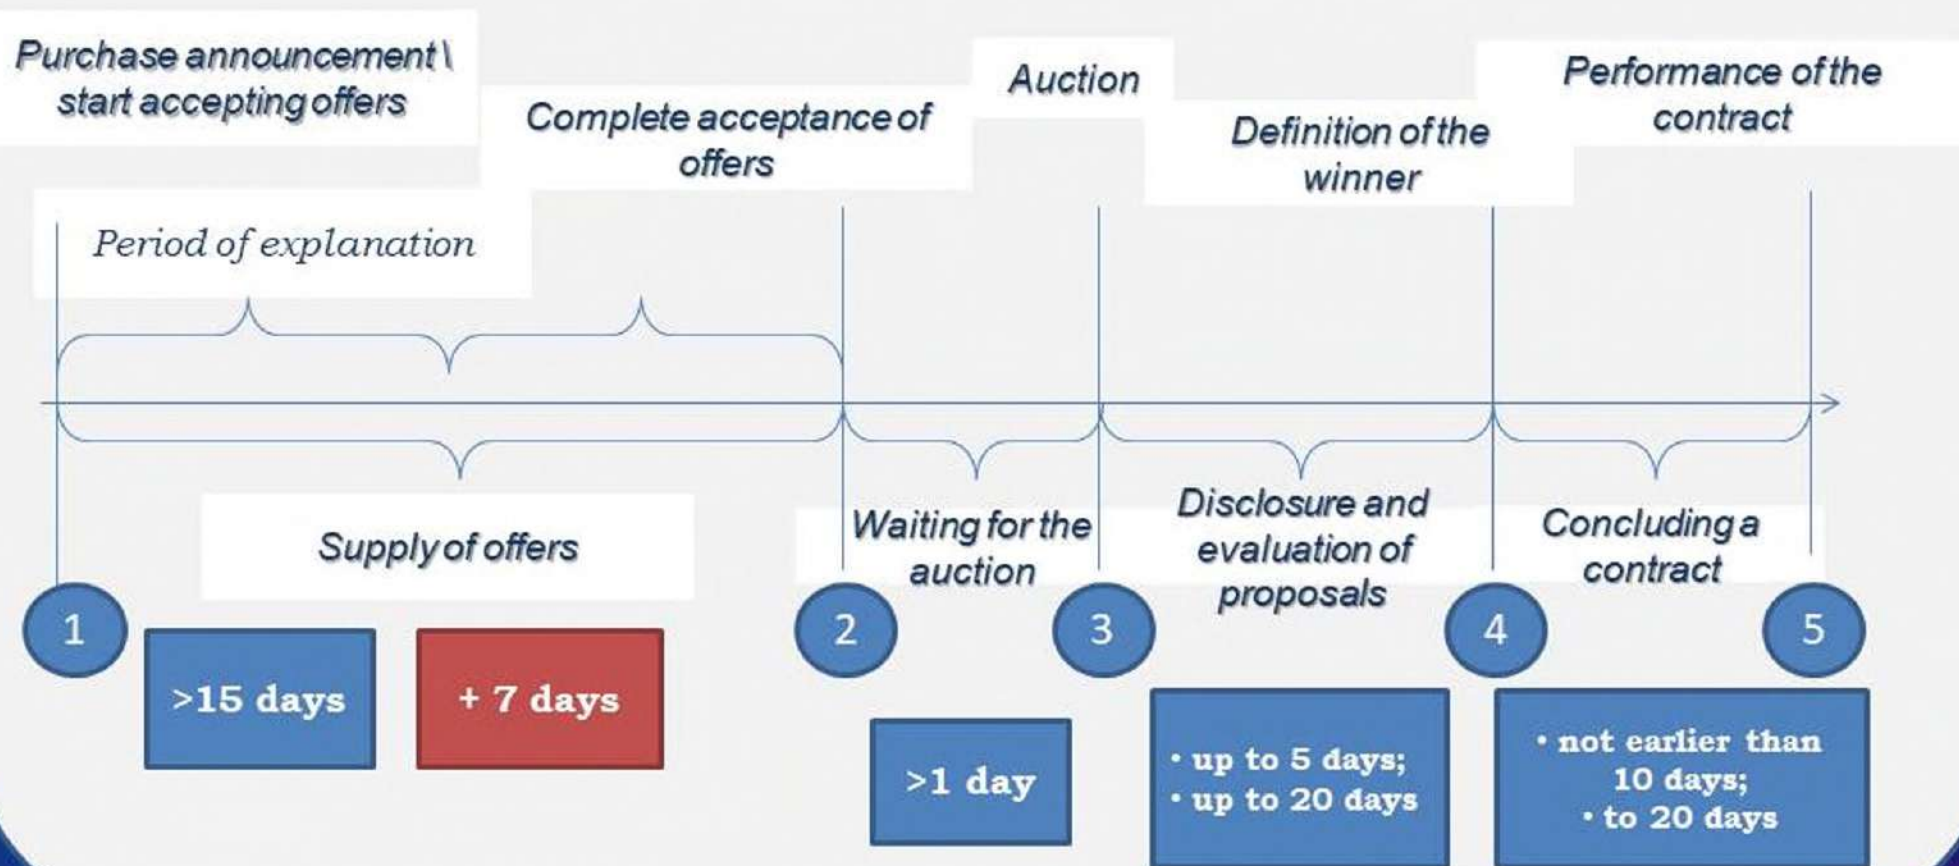 Purchase announcement\
start accepting offers
Complete acceptance of
offers
Auction
Definition of the
winner
Performance of the
contract
Period of explanation
Supply of offers
Waiting for the
auction
Disclosure and
evaluation of
proposals
Concluding a
contract
1
2
3
4
5
>15 days
+ 7 days
>1 day
• up to 5 days;
• up to 20 days
• not earlier than
10 days;
• to 20 days